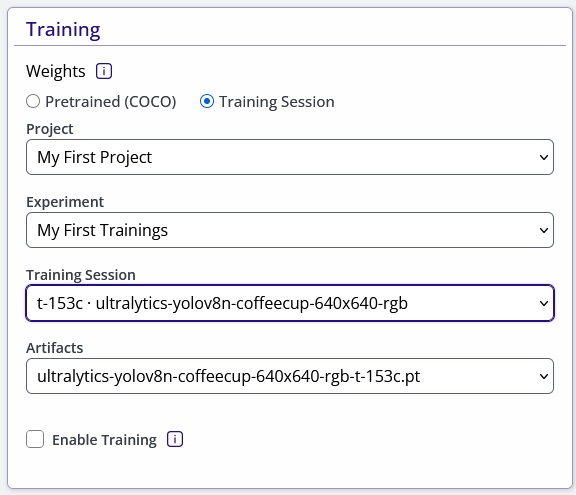 Training
Weights i
Pretrained (COCO) Training Session
Project
My First Project
Experiment
My First Trainings
Training Session
t-153c · ultralytics-yolov8n-coffeecup-640x640-rgb
Artifacts
ultralytics-yolov8n-coffeecup-640x640-rgb-t-153c.pt
Enable Training i